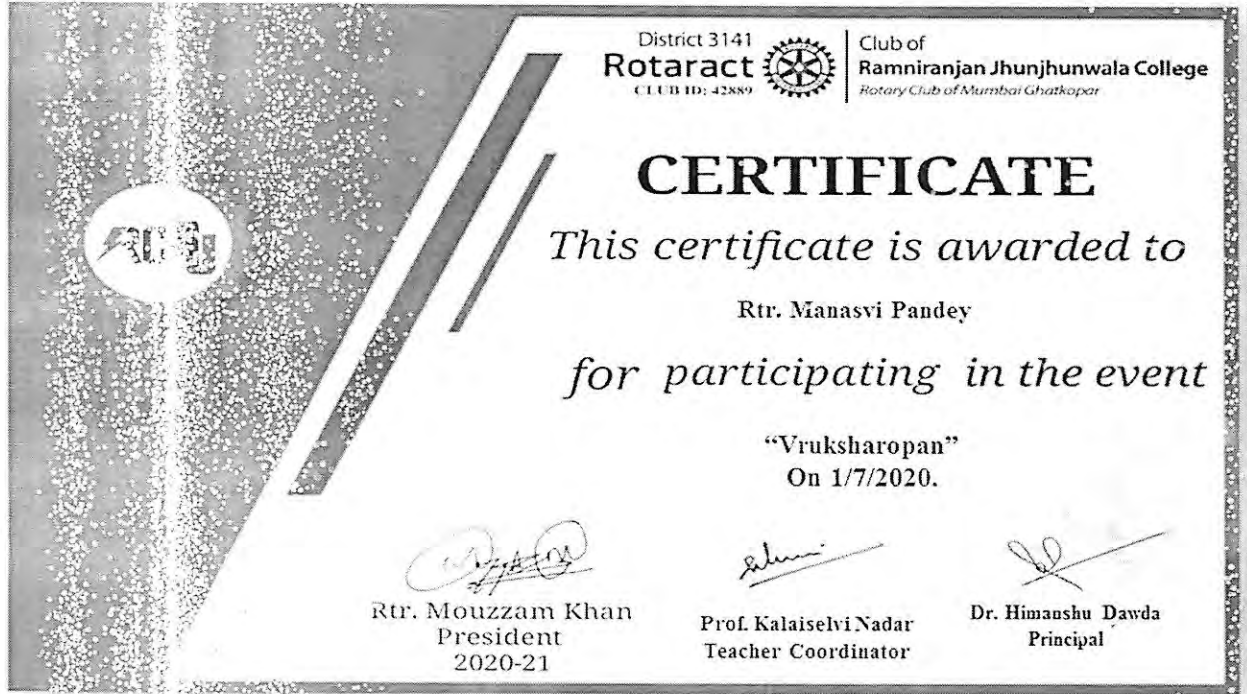 District 3141
Rotaract
CLUB ID: 42889
Club of
Ramniranjan Jhunjhunwala College
Rotary Club of Mumbai Ghatkopar
CERTIFICATE
This certificate is awarded to
Rtr. Manasvi Pandey
for participating in the event
“Vruksharopan”
On 1/7/2020.
Rtr. Mouzzam Khan
President
2020-21
Prof. Kalaiselvi Nadar
Teacher Coordinator
Dr. Himanshu Dawda
Principal